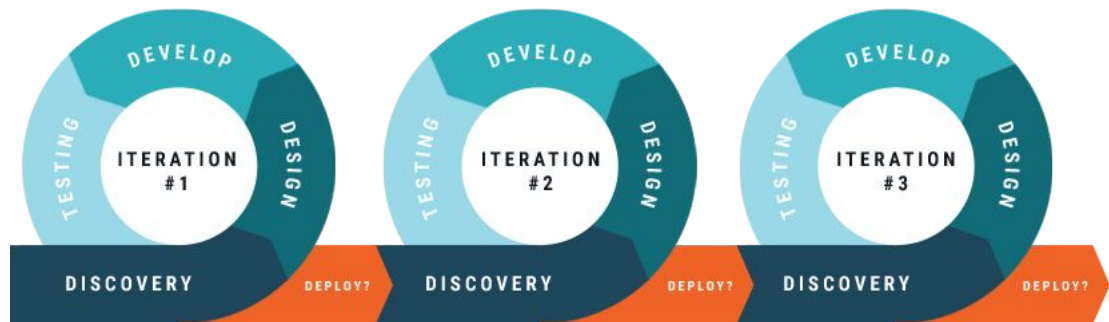 DEVELOP
TESTING
ITERATION
#1
DESIGN
DISCOVERY
DEPLOY?
DEVELOP
TESTING
ITERATION
#2
DESIGN
DISCOVERY
DEPLOY?
DEVELOP
TESTING
ITERATION
#3
DESIGN
DISCOVERY
DEPLOY?